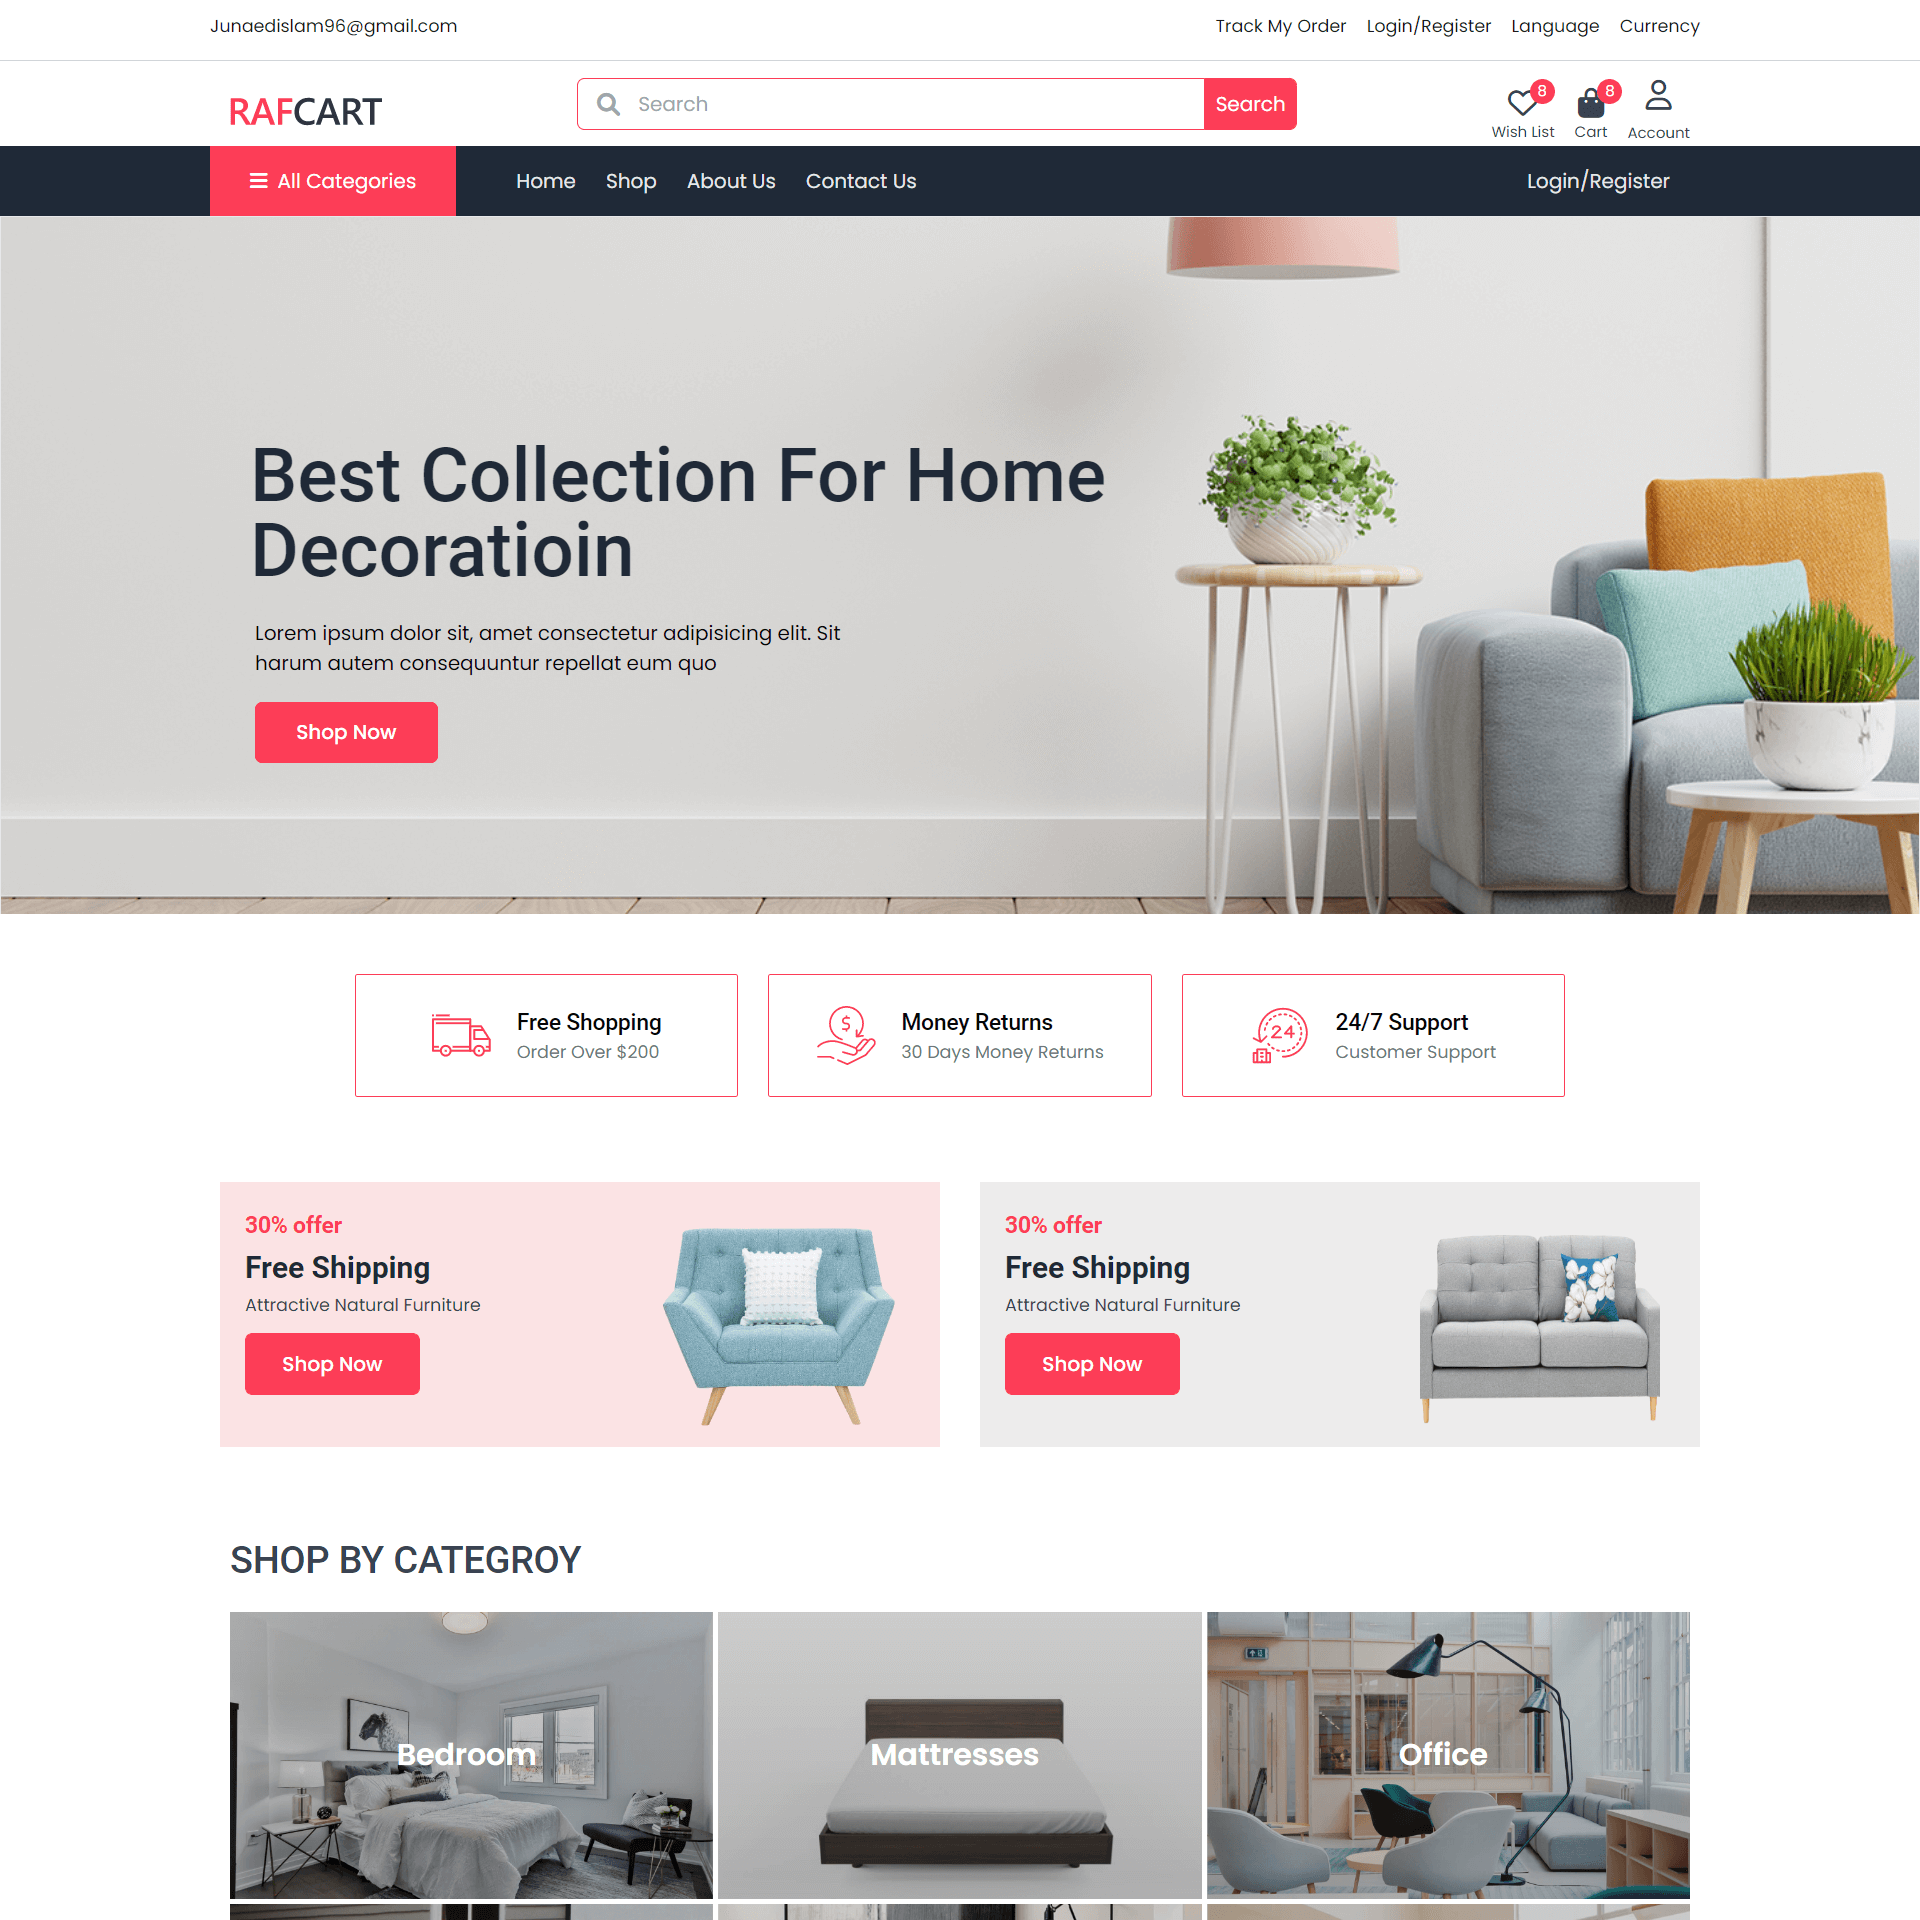 Junaedislam96@gmail.com
Track My Order Login/Register Language Currency
RAFCART
Search
Search
8
8
Wish List
Cart
Account
All Categories
Home Shop About Us Contact Us
Login/Register
Best Collection For Home
Decoratioin
Lorem ipsum dolor sit, amet consectetur adipisicing elit. Sit
harum autem consequuntur repellat eum quo
Shop Now
Free Shopping
Order Over $200
$
Money Returns
30 Days Money Returns
24
24/7 Support
Customer Support
30% offer
Free Shipping
Attractive Natural Furniture
Shop Now
30% offer
Free Shipping
Attractive Natural Furniture
Shop Now
SHOP BY CATEGROY
Bedroom
Mattresses
Office